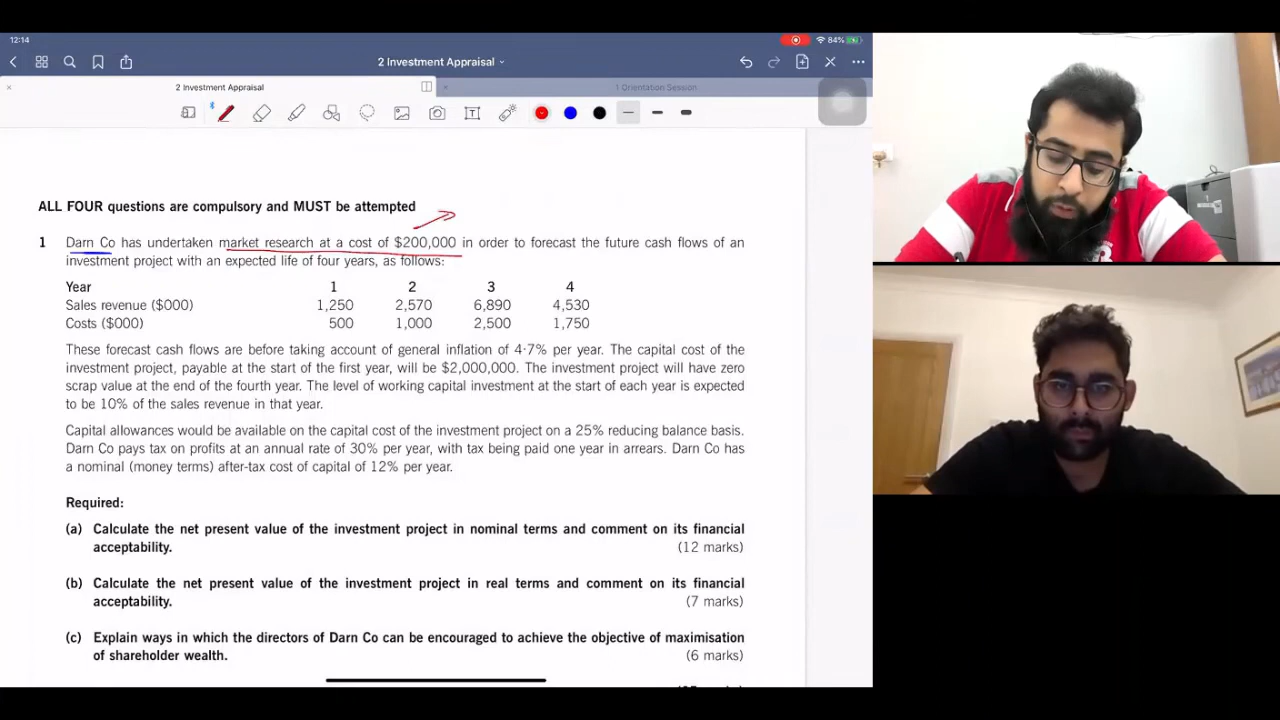 12:14
84%
2 Investment Appraisal
2 Investment Appraisal
1 Orientation Session
ALL FOUR questions are compulsory and MUST be attempted
1 Darn Co has undertaken market research at a cost of $200,000 in order to forecast the future cash flows of an
investment project with an expected life of four years, as follows:
Year 1 2 3 4
Sales revenue ($000) 1,250 2,570 6,890 4,530
Costs ($000) 500 1,000 2,500 1,750
These forecast cash flows are before taking account of general inflation of 4·7% per year. The capital cost of the
investment project, payable at the start of the first year, will be $2,000,000. The investment project will have zero
scrap value at the end of the fourth year. The level of working capital investment at the start of each year is expected
to be 10% of the sales revenue in that year.
Capital allowances would be available on the capital cost of the investment project on a 25% reducing balance basis.
Darn Co pays tax on profits at an annual rate of 30% per year, with tax being paid one year in arrears. Darn Co has
a nominal (money terms) after-tax cost of capital of 12% per year.
Required:
(a) Calculate the net present value of the investment project in nominal terms and comment on its financial
acceptability. (12 marks)
(b) Calculate the net present value of the investment project in real terms and comment on its financial
acceptability. (7 marks)
(c) Explain ways in which the directors of Darn Co can be encouraged to achieve the objective of maximisation
of shareholder wealth. (6 marks)